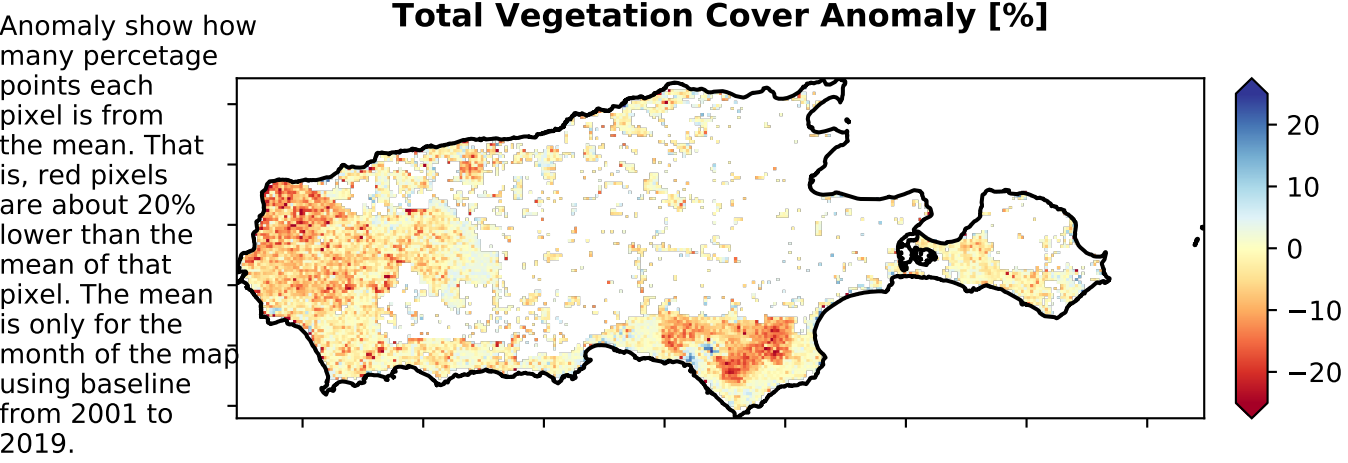 Total Vegetation Cover Anomaly [%]
Anomaly show how
many percetage
points each
pixel is from
the mean. That
is, red pixels
are about 20%
lower than the
mean of that
pixel. The mean
is only for the
month of the map
using baseline
from 2001 to
2019.
20
10
0
−10
−20